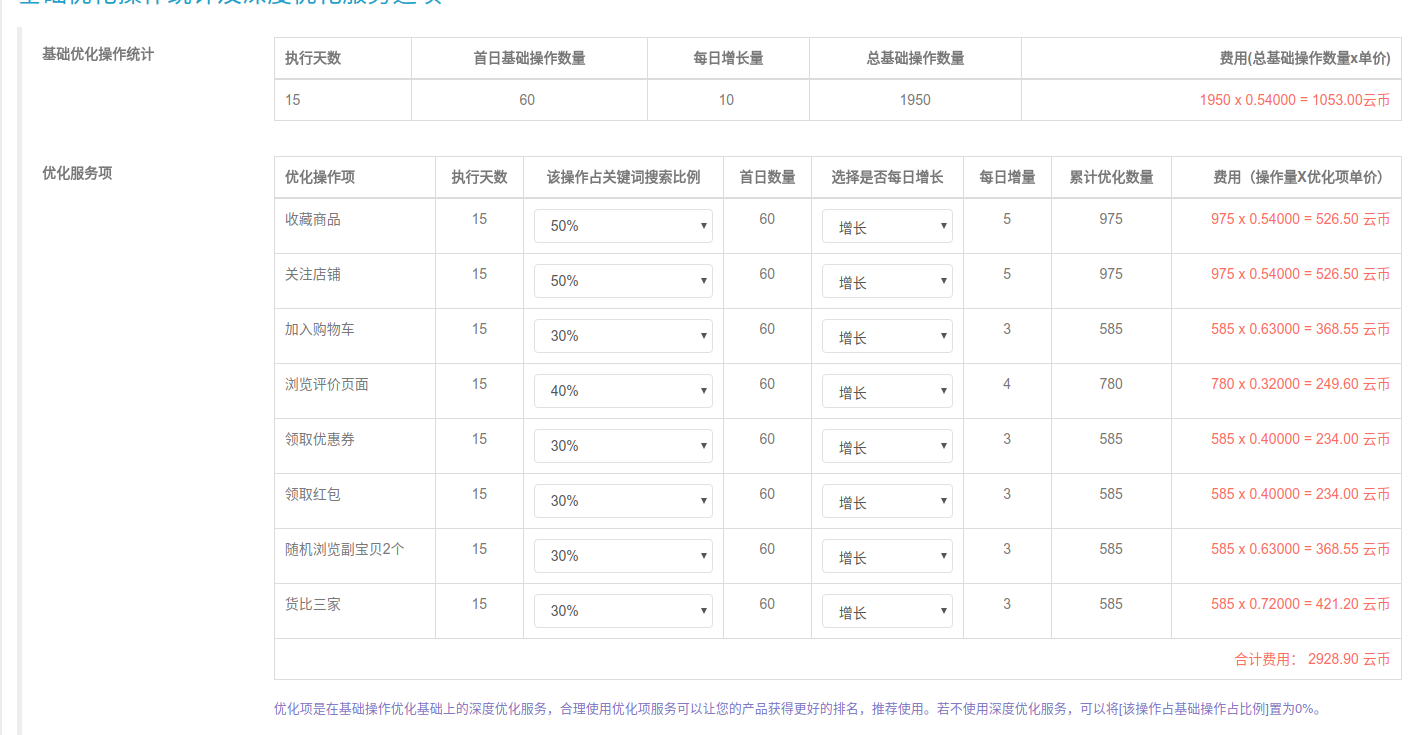 基础优化操作统计及深度优化服务选项
基础优化操作统计
执行天数 首日基础操作数量 每日增长量 总基础操作数量 费用(总基础操作数量x单价)
15 60 10 1950 1950 x 0.54000 = 1053.00云币
优化服务项
优化操作项 执行天数 该操作占关键词搜索比例 首日数量 选择是否每日增长 每日增量 累计优化数量 费用（操作量X优化项单价）
收藏商品 15 50% 60 增长 5 975 975 x 0.54000 = 526.50 云币
关注店铺 15 50% 60 增长 5 975 975 x 0.54000 = 526.50 云币
加入购物车 15 30% 60 增长 3 585 585 x 0.63000 = 368.55 云币
浏览评价页面 15 40% 60 增长 4 780 780 x 0.32000 = 249.60 云币
领取优惠券 15 30% 60 增长 3 585 585 x 0.40000 = 234.00 云币
领取红包 15 30% 60 增长 3 585 585 x 0.40000 = 234.00 云币
随机浏览副宝贝2个 15 30% 60 增长 3 585 585 x 0.63000 = 368.55 云币
货比三家 15 30% 60 增长 3 585 585 x 0.72000 = 421.20 云币
合计费用： 2928.90 云币
优化项是在基础操作优化基础上的深度优化服务，合理使用优化项服务可以让您的产品获得更好的排名，推荐使用。若不使用深度优化服务，可以将[该操作占基础操作占比例]置为0%。